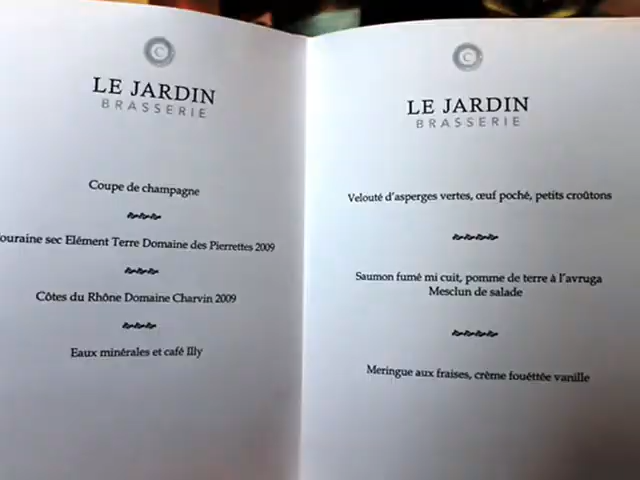 C
LE JARDIN
BRASSERIE
Coupe de champagne
ouraine sec Elément Terre Domaine des Pierrettes 2009
Côtes du Rhône Domaine Charvin 2009
Eaux minérales et café Illy
C
LE JARDIN
BRASSERIE
Velouté d'asperges vertes, œuf poché, petits croûtons
Saumon fumé mi cuit, pomme de terre à l'avruga
Mesclun de salade
Meringue aux fraises, crème fouéttée vanille